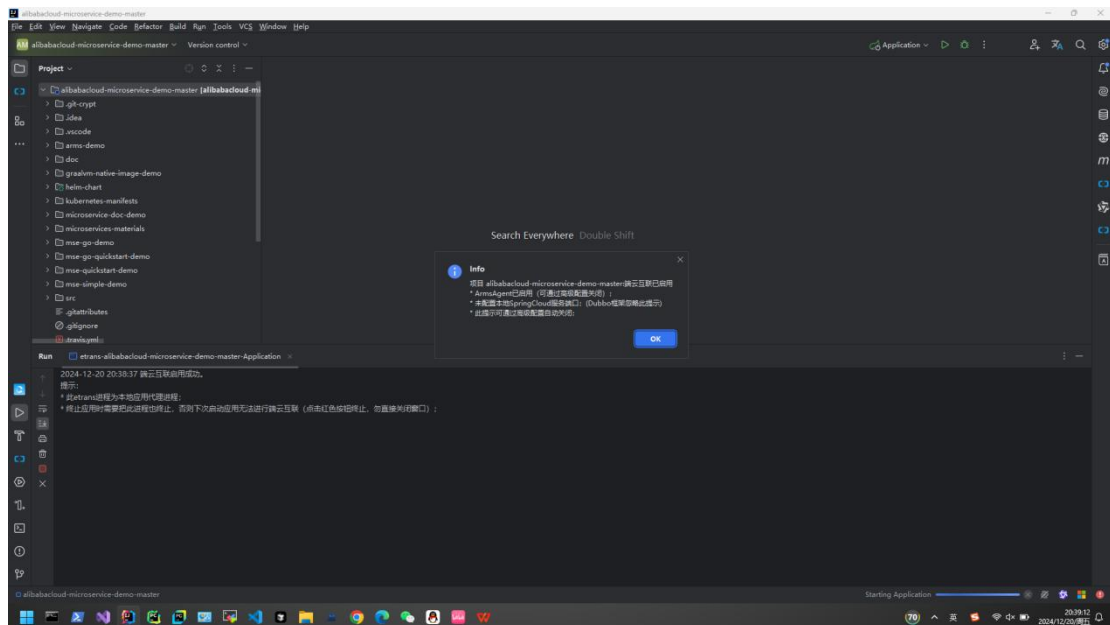 alibabacloud-microservice-demo-master
File Edit View Navigate Code Refactor Build Run Tools VCS Window Help
AM alibabacloud-microservice-demo-master Version control
Application
Project
alibabacloud-microservice-demo-master [alibabacloud-mi
.git-crypt
.idea
.vscode
arms-demo
doc
graalvm-native-image-demo
helm-chart
kubernetes-manifests
microservice-doc-demo
microservices-materials
mse-go-demo
mse-go-quickstart-demo
mse-quickstart-demo
mse-simple-demo
src
.gitattributes
.gitignore
.travis.yml
Search Everywhere Double Shift
Info
项目 alibabacloud-microservice-demo-master端云互联已启用
* ArmsAgent已启用（可通过高级配置关闭）;
* 未配置本地SpringCloud服务端口;（Dubbo框架忽略此提示）
* 此提示可通过高级配置自动关闭;
OK
Run etrans-alibabacloud-microservice-demo-master-Application
2024-12-20 20:38:37 端云互联启用成功。
提示:
* 此etrans进程为本地应用代理进程;
* 终止应用时需要把此进程也终止，否则下次启动应用无法进行端云互联（点击红色按钮终止，勿直接关闭窗口）;
alibabacloud-microservice-demo-master
Starting Application
70
英
20:39:12
2024/12/20/周五